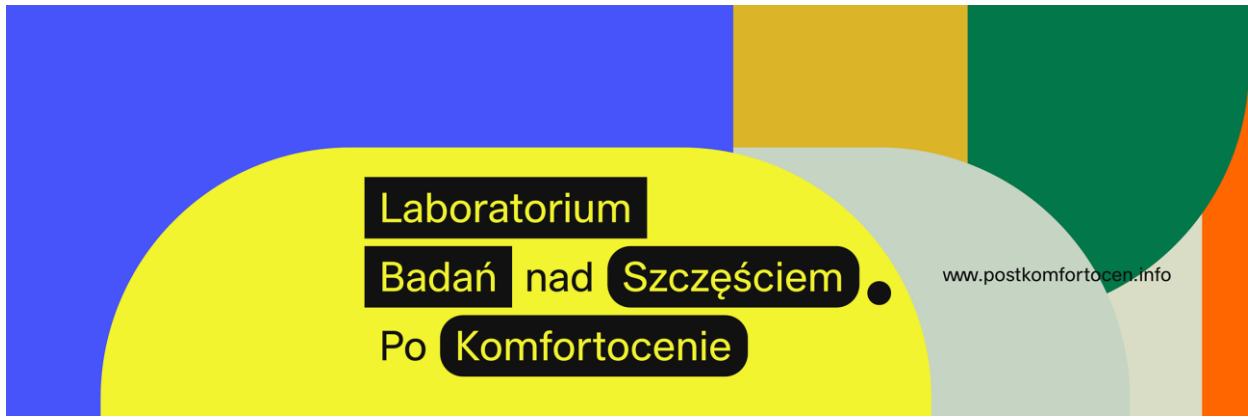 Laboratorium
Badań nad Szczęściem.
Po Komfortocenie
www.postkomfortocen.info